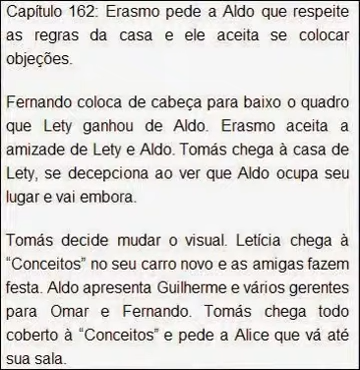 Capítulo 162: Erasmo pede a Aldo que respeite
as regras da casa e ele aceita se colocar
objeções.
Fernando coloca de cabeça para baixo o quadro
que Lety ganhou de Aldo. Erasmo aceita a
amizade de Lety e Aldo. Tomás chega à casa de
Lety, se decepciona ao ver que Aldo ocupa seu
lugar e vai embora.
Tomás decide mudar o visual. Letícia chega à
“Conceitos” no seu carro novo e as amigas fazem
festa. Aldo apresenta Guilherme e vários gerentes
para Omar e Fernando. Tomás chega todo
coberto à “Conceitos” e pede a Alice que vá até
sua sala.